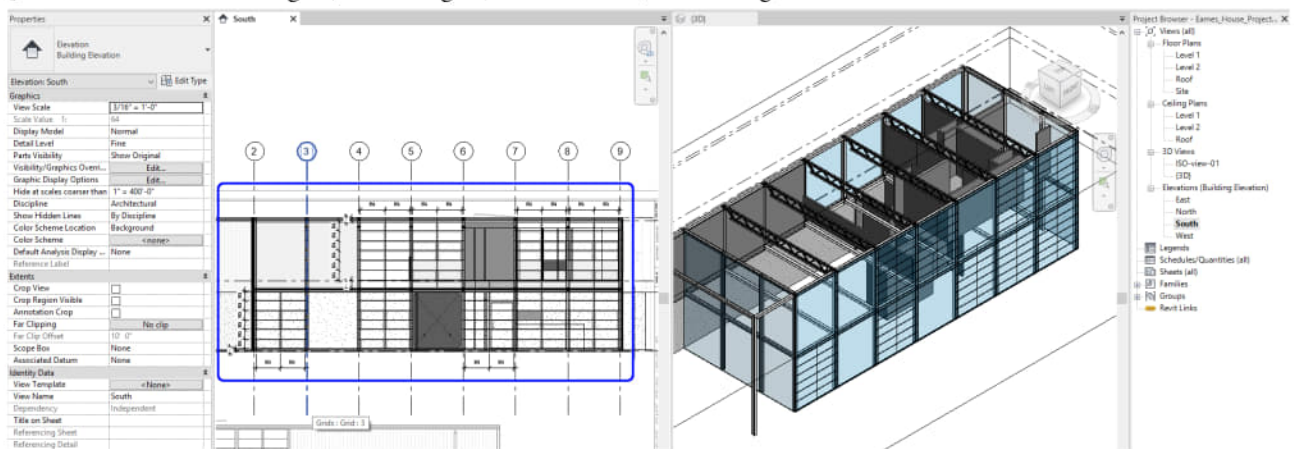 Properties
Elevation
Building Elevation
Elevation: South
Edit Type
Graphics
View Scale 3/16" = 1'-0"
Scale Value 1: 64
Display Model Normal
Detail Level Fine
Parts Visibility Show Original
Visibility/Graphics Overri... Edit...
Graphic Display Options Edit...
Hide at scales coarser than 1" = 400'-0"
Discipline Architectural
Show Hidden Lines By Discipline
Color Scheme Location Background
Color Scheme <none>
Default Analysis Display ... None
Reference Label
Extents
Crop View
Crop Region Visible
Annotation Crop
Far Clipping No clip
Far Clip Offset 10' 0"
Scope Box None
Associated Datum None
Identity Data
View Template <None>
View Name South
Dependency Independent
Title on Sheet
Referencing Sheet
Referencing Detail
South
2 3 4 5 6 7 8 9
Grids : Grid : 3
{3D}
Project Browser - Eames_House_Project...
Views (all)
Floor Plans
Level 1
Level 2
Roof
Site
Ceiling Plans
Level 1
Level 2
Roof
3D Views
ISO-view-01
{3D}
Elevations (Building Elevation)
East
North
South
West
Legends
Schedules/Quantities (all)
Sheets (all)
Families
Groups
Revit Links